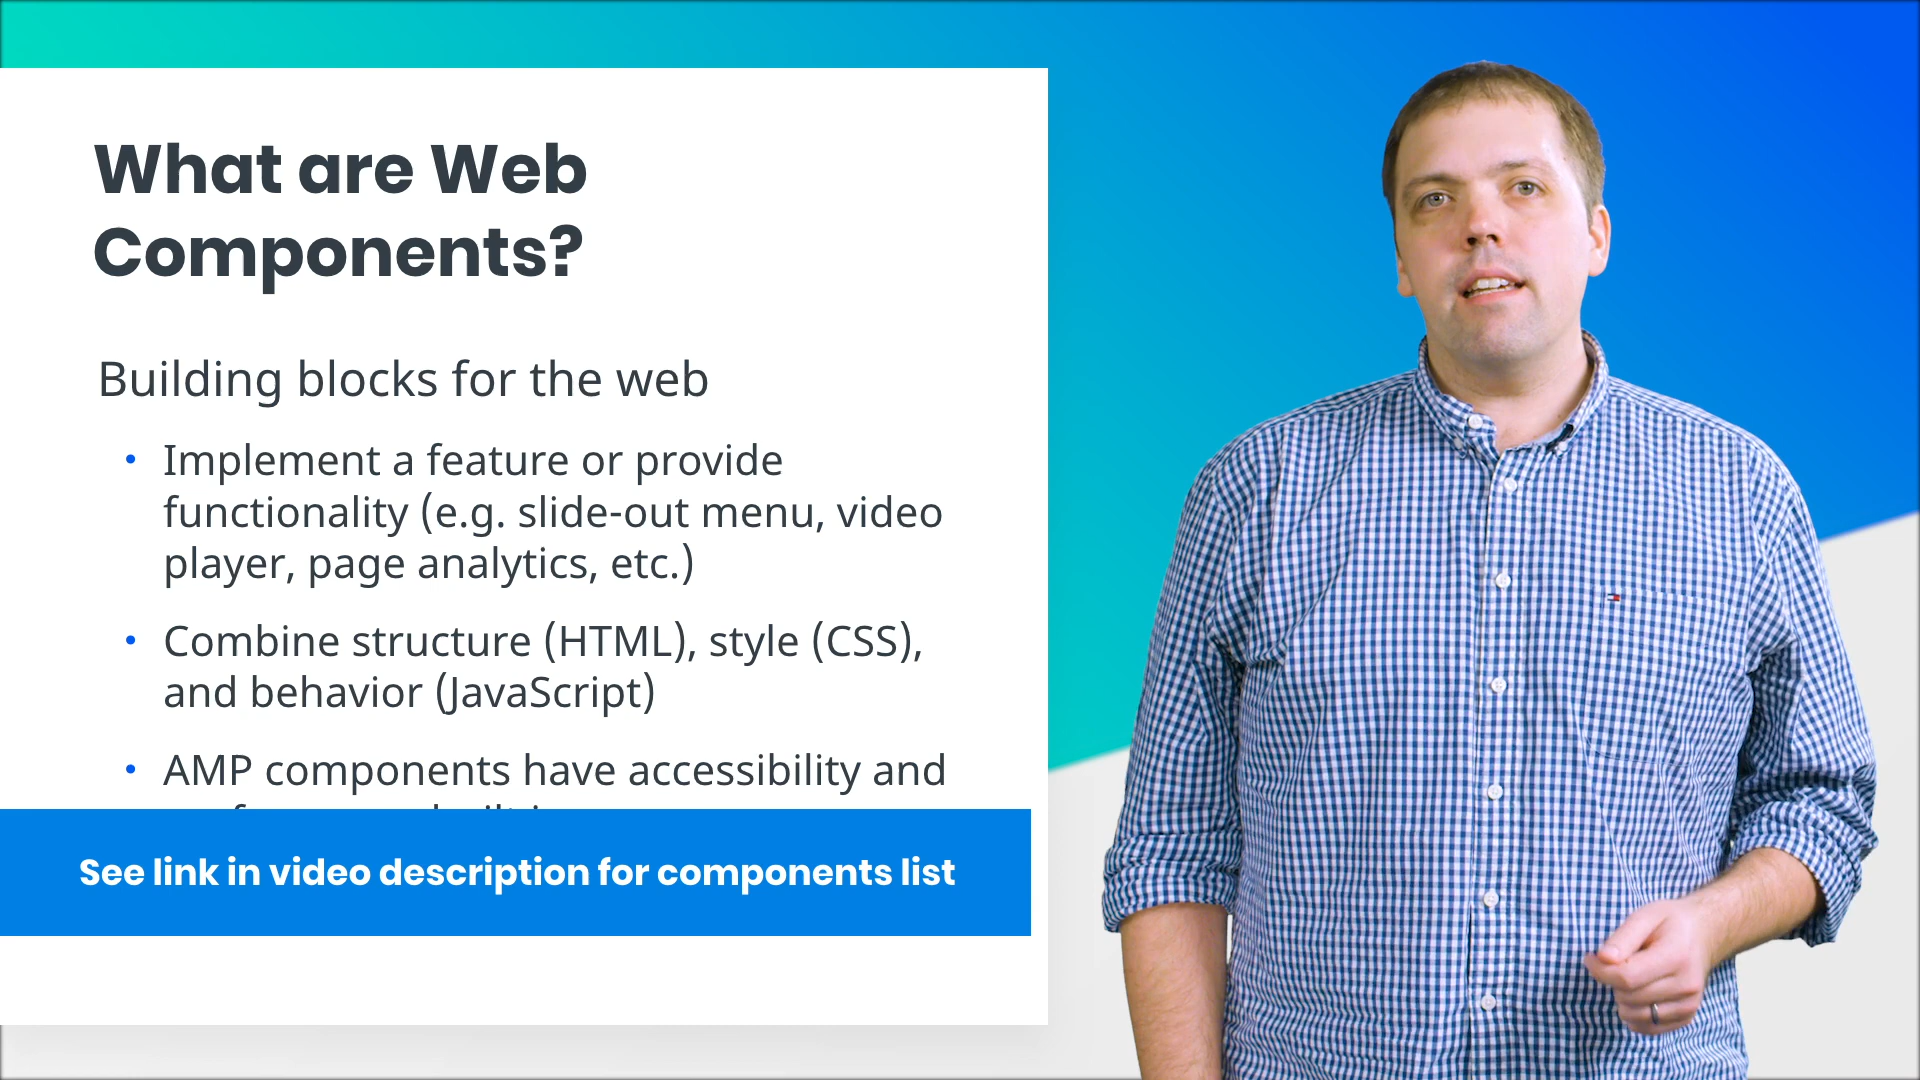 What are Web
Components?
Building blocks for the web
• Implement a feature or provide
functionality (e.g. slide-out menu, video
player, page analytics, etc.)
• Combine structure (HTML), style (CSS),
and behavior (JavaScript)
• AMP components have accessibility and
See link in video description for components list